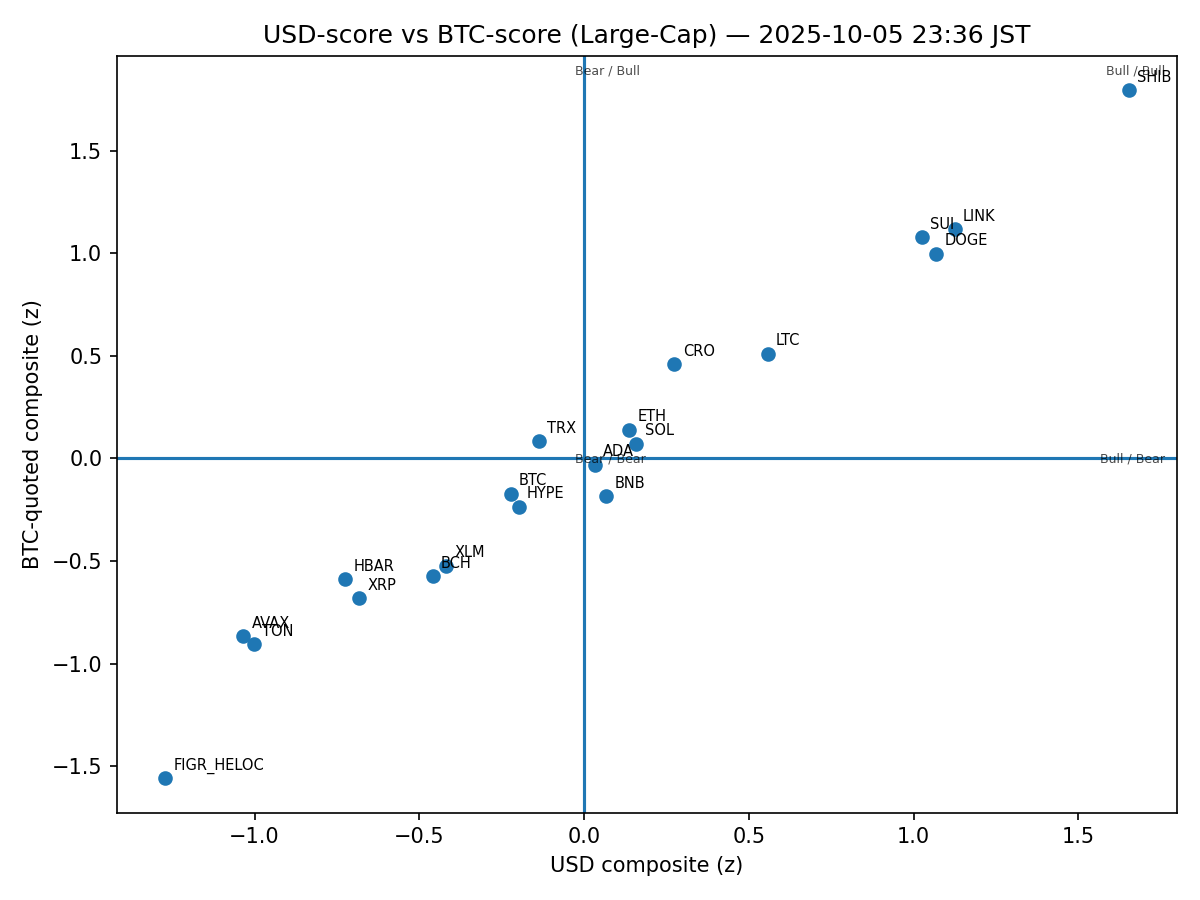 USD-score vs BTC-score (Large-Cap) — 2025-10-05 23:36 JST
Bear / Bull
Bull / Bull
SHIB
1.5
LINK
SUI
DOGE
1.0
LTC
CRO
0.5
ETH
TRX
SOL
ADA
0.0
Bear / Bear
Bull / Bear
BTC
BNB
HYPE
XLM
−0.5
BCH
HBAR
XRP
AVAX
TON
−1.0
FIGR_HELOC
−1.5
BTC-quoted composite (z)
−1.0
−0.5
0.0
0.5
1.0
1.5
USD composite (z)